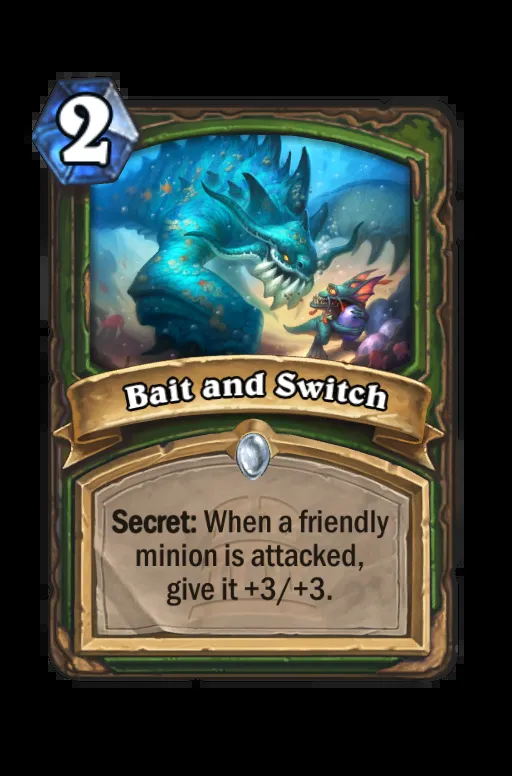 2
Bait and Switch
Secret: When a friendly
minion is attacked,
give it +3/+3.